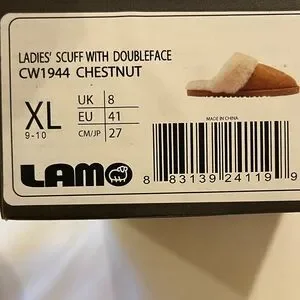 LADIES' SCUFF WITH DOUBLEFACE
CW1944 CHESTNUT
XL
9-10
UK 8
EU 41
CM/JP 27
MADE IN CHINA
LAMO
8 83139 24119 9